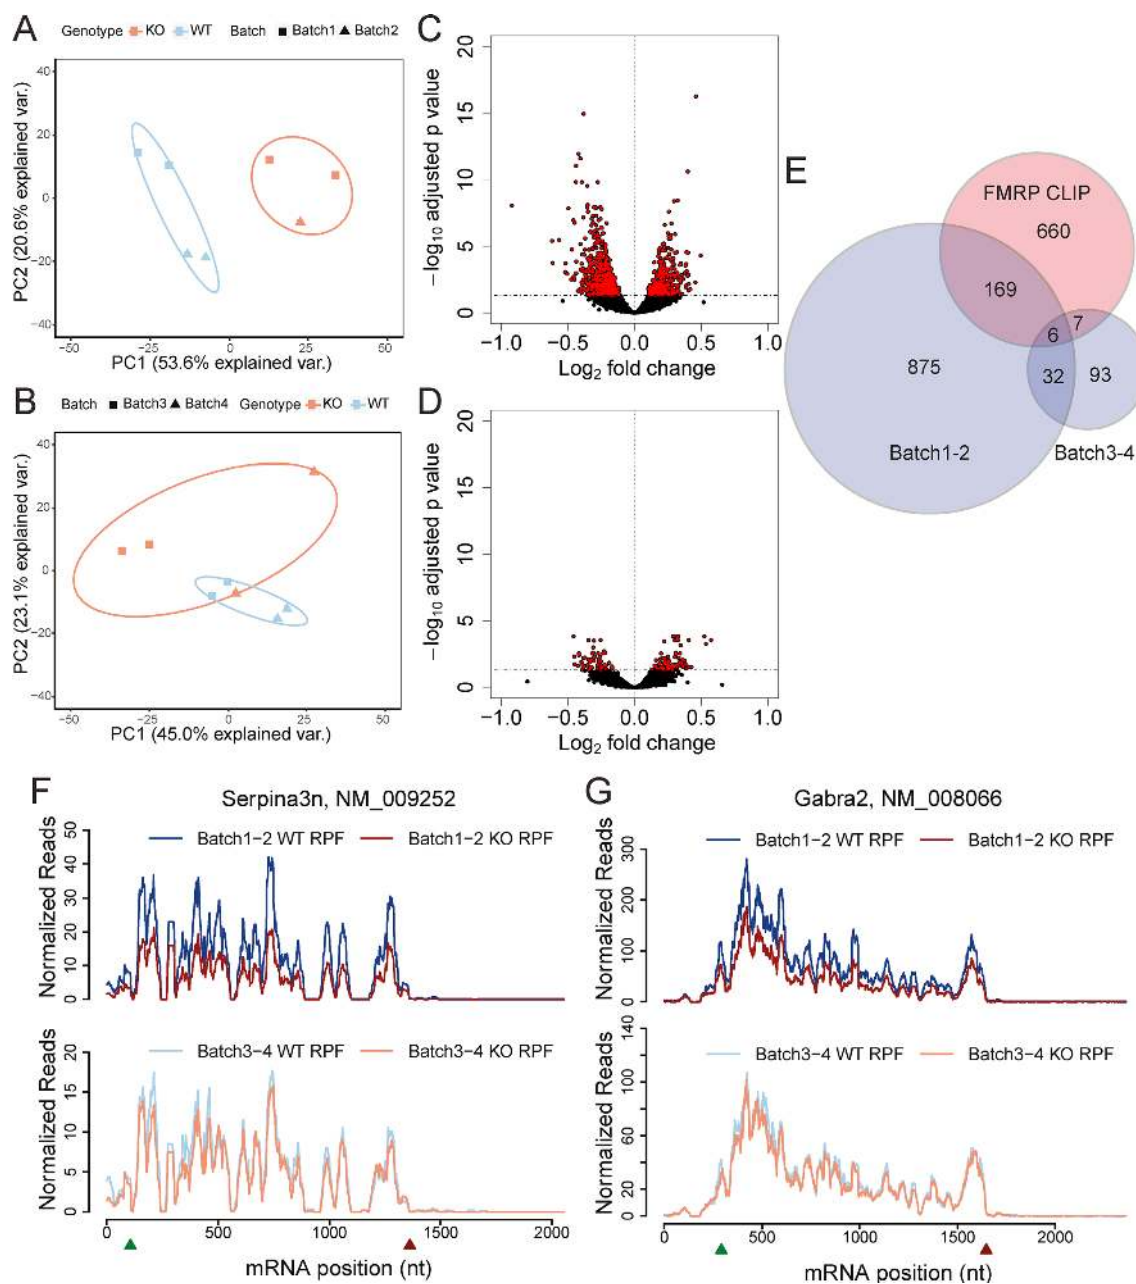 A
Genotype KO WT Batch Batch1 Batch2
PC2 (20.6% explained var.)
40
20
0
−20
−40
−50 −25 0 25 50
PC1 (53.6% explained var.)
B
Batch Batch3 Batch4 Genotype KO WT
PC2 (23.1% explained var.)
40
20
0
−20
−40
−50 −25 0 25 50
PC1 (45.0% explained var.)
C
−log10 adjusted p value
20
15
10
5
0
−1.0 −0.5 0.0 0.5 1.0
Log2 fold change
D
−log10 adjusted p value
20
15
10
5
0
−1.0 −0.5 0.0 0.5 1.0
Log2 fold change
E
FMRP CLIP
660
169
7
6
875
32
93
Batch1-2
Batch3-4
F
Serpina3n, NM_009252
Batch1−2 WT RPF Batch1−2 KO RPF
Normalized Reads
50
40
30
20
10
0
Batch3−4 WT RPF Batch3−4 KO RPF
Normalized Reads
20
15
10
5
0
0 500 1000 1500 2000
mRNA position (nt)
G
Gabra2, NM_008066
Batch1−2 WT RPF Batch1−2 KO RPF
Normalized Reads
300
200
100
0
Batch3−4 WT RPF Batch3−4 KO RPF
Normalized Reads
140
100
60
20
0
0 500 1000 1500 2000
mRNA position (nt)